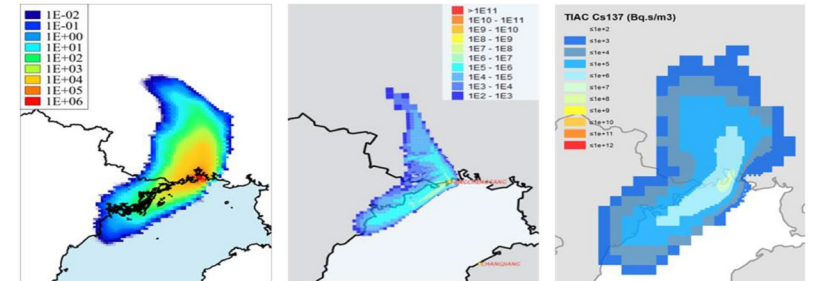 1E-02
1E-01
1E+00
1E+01
1E+02
1E+03
1E+04
1E+05
1E+06
>1E11
1E10 - 1E11
1E9 - 1E10
1E8 - 1E9
1E7 - 1E8
1E6 - 1E7
1E5 - 1E6
1E4 - 1E5
1E3 - 1E4
1E2 - 1E3
CHANGJIANG
TIAC Cs137 (Bq.s/m3)
≤1e+2
≤1e+3
≤1e+4
≤1e+5
≤1e+6
≤1e+7
≤1e+8
≤1e+9
≤1e+10
≤1e+11
≤1e+12